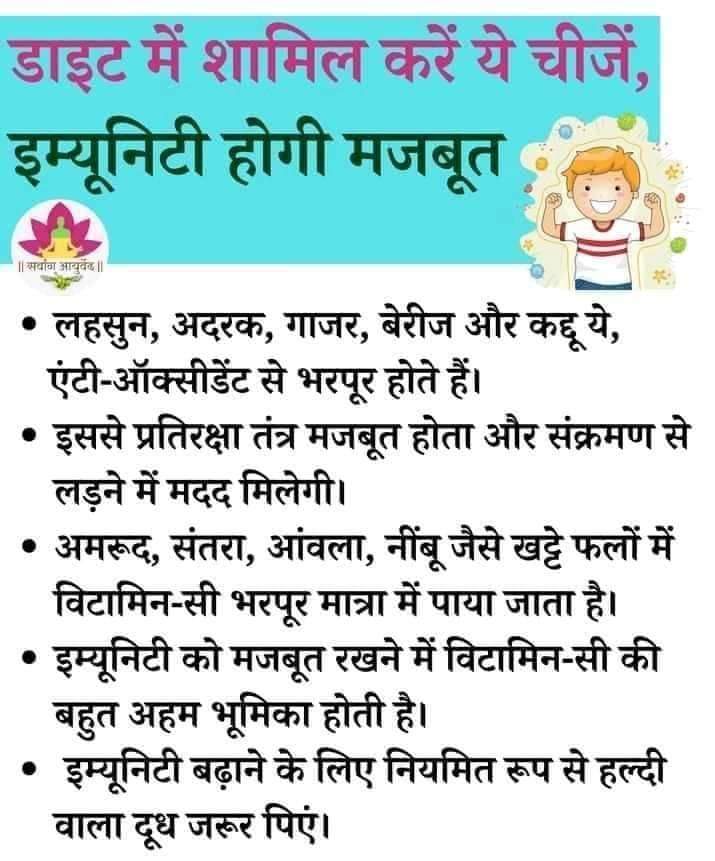 डाइट में शामिल करें ये चीजें,
इम्यूनिटी होगी मजबूत
|| सर्वांग आयुर्वेद ||
• लहसुन, अदरक, गाजर, बेरीज और कद्दू ये,
एंटी-ऑक्सीडेंट से भरपूर होते हैं।
• इससे प्रतिरक्षा तंत्र मजबूत होता और संक्रमण से
लड़ने में मदद मिलेगी।
• अमरूद, संतरा, आंवला, नींबू जैसे खट्टे फलों में
विटामिन-सी भरपूर मात्रा में पाया जाता है।
• इम्यूनिटी को मजबूत रखने में विटामिन-सी की
बहुत अहम भूमिका होती है।
• इम्यूनिटी बढ़ाने के लिए नियमित रूप से हल्दी
वाला दूध जरूर पिएं।